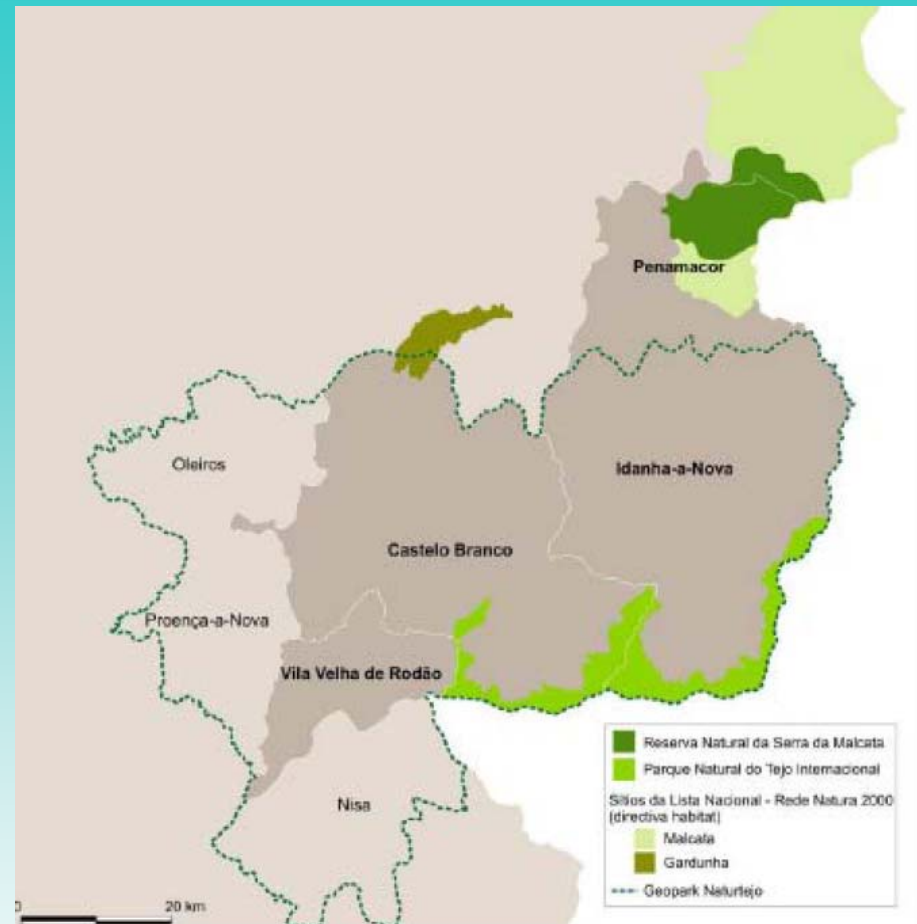 Penamacor
Idanha-a-Nova
Oleiros
Castelo Branco
Proença-a-Nova
Vila Velha de Rodão
Nisa
Reserva Natural da Serra da Malcata
Parque Natural do Tejo Internacional
Sítios da Lista Nacional - Rede Natura 2000
(directiva habitat)
Malcata
Gardunha
Geopark Naturtejo
0 20 km